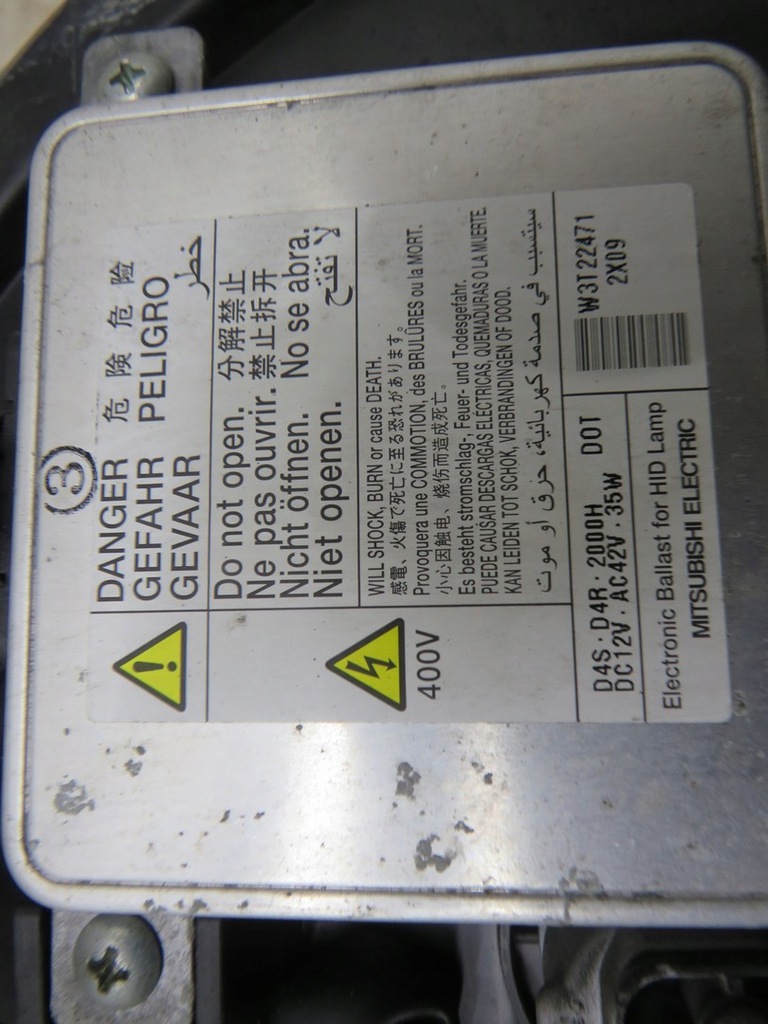 3
DANGER 危 険 危 险
GEFAHR PELIGRO
GEVAAR خطر
Do not open. 分解禁止
Ne pas ouvrir. 禁止拆开
Nicht öffnen. No se abra.
Niet openen. لا تفتح
400V
WILL SHOCK, BURN or cause DEATH.
感電、火傷で死亡に至る恐れがあります。
Provoquera une COMMOTION, des BRULÛRES ou la MORT.
小心因触电、烧伤而造成死亡。
Es besteht stromschlag-, Feuer- und Todesgefahr.
PUEDE CAUSAR DESCARGAS ELECTRICAS, QUEMADURAS O LA MUERTE.
KAN LEIDEN TOT SCHOK, VERBRANDINGEN OF DOOD.
سيتسبب في صدمة كهربائية، حرق أو موت
D4S・D4R・2000H DOT
DC12V・AC42V・35W
W3T22471
2X09
Electronic Ballast for HID Lamp
MITSUBISHI ELECTRIC